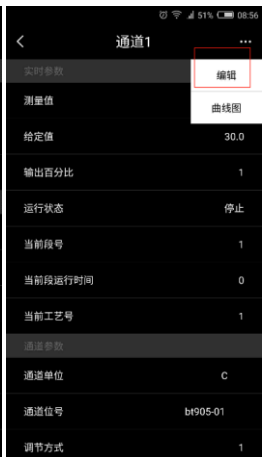 51% 08:56
通道1 ...
实时参数
编辑
测量值
曲线图
给定值 30.0
输出百分比 1
运行状态 停止
当前段号 1
当前段运行时间 0
当前工艺号 1
通道参数
通道单位 C
通道位号 bt905-01
调节方式 1